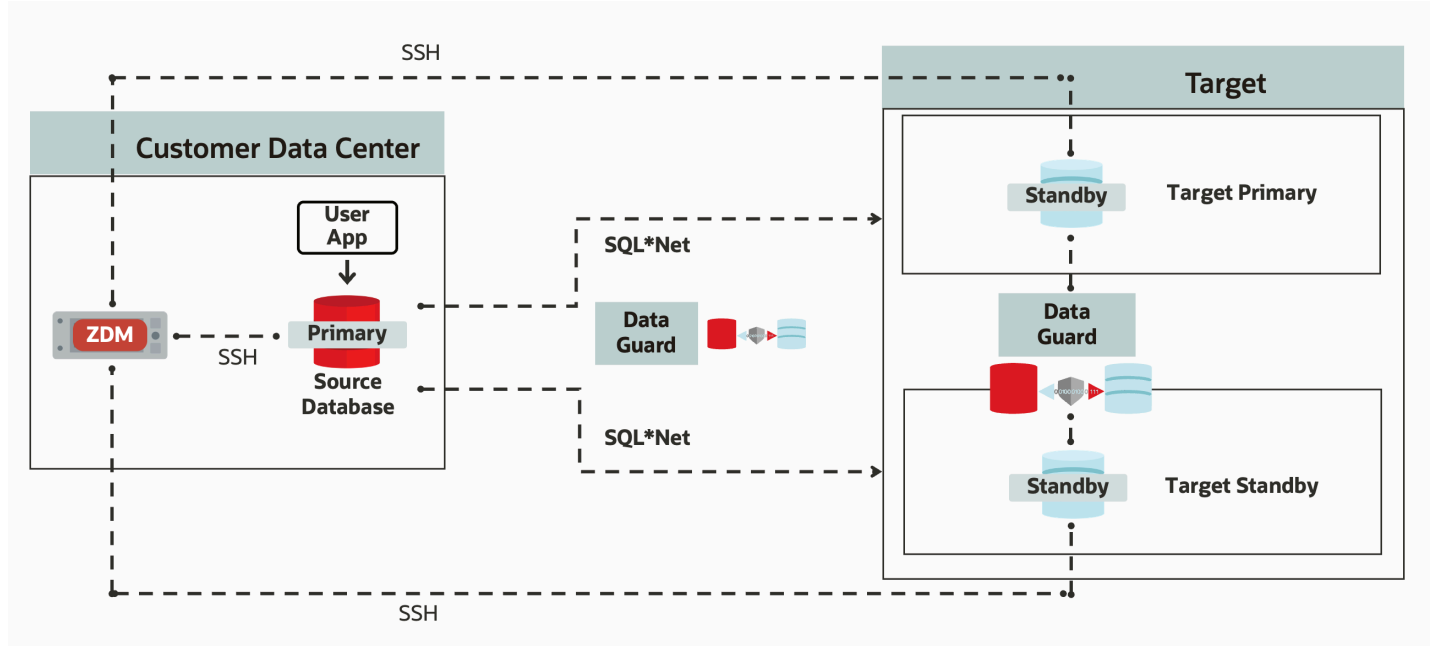 SSH
Target
Customer Data Center
User
App
Standby
Target Primary
SQL*Net
ZDM
SSH
Primary
Source
Database
Data
Guard
Data
Guard
SQL*Net
Standby
Target Standby
SSH